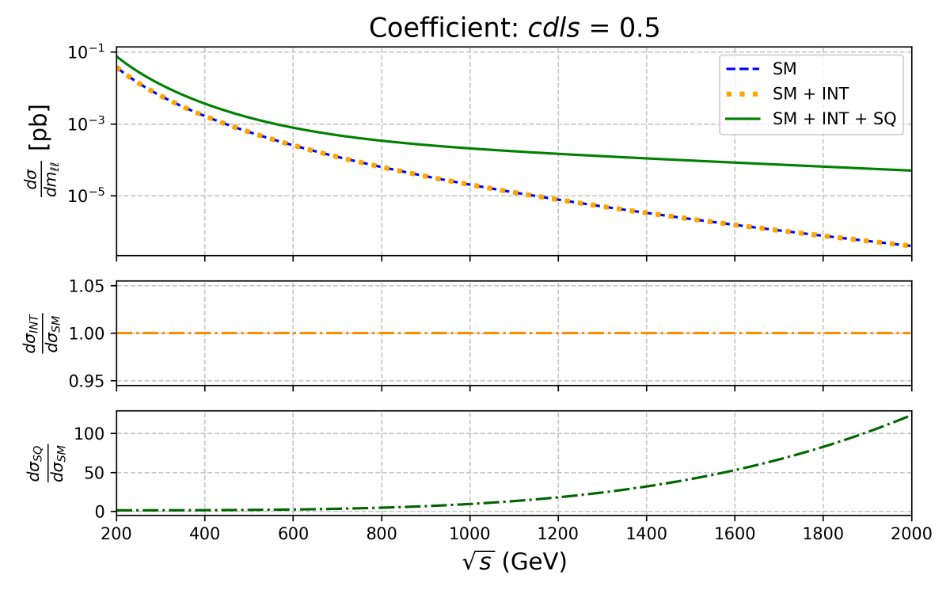 Coefficient: cdls = 0.5
10⁻¹
10⁻³
10⁻⁵
dσ/dm_ℓℓ [pb]
SM
SM + INT
SM + INT + SQ
200 400 600 800 1000 1200 1400 1600 1800 2000
1.05
1.00
0.95
dσ_INT/dσ_SM
100
50
0
dσ_SQ/dσ_SM
√s (GeV)